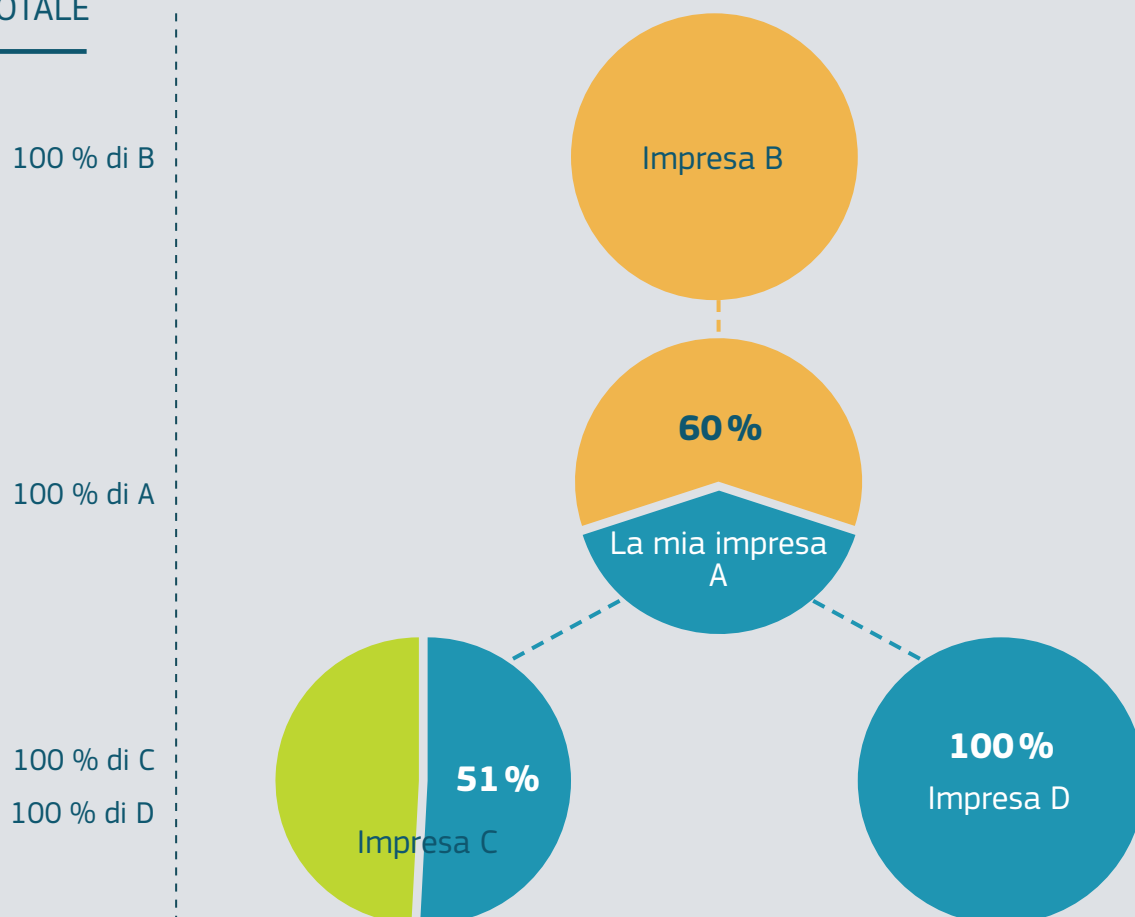 OTALE
100 % di B
Impresa B
60 %
100 % di A
La mia impresa
A
100 % di C
100 % di D
51 %
Impresa C
100 %
Impresa D